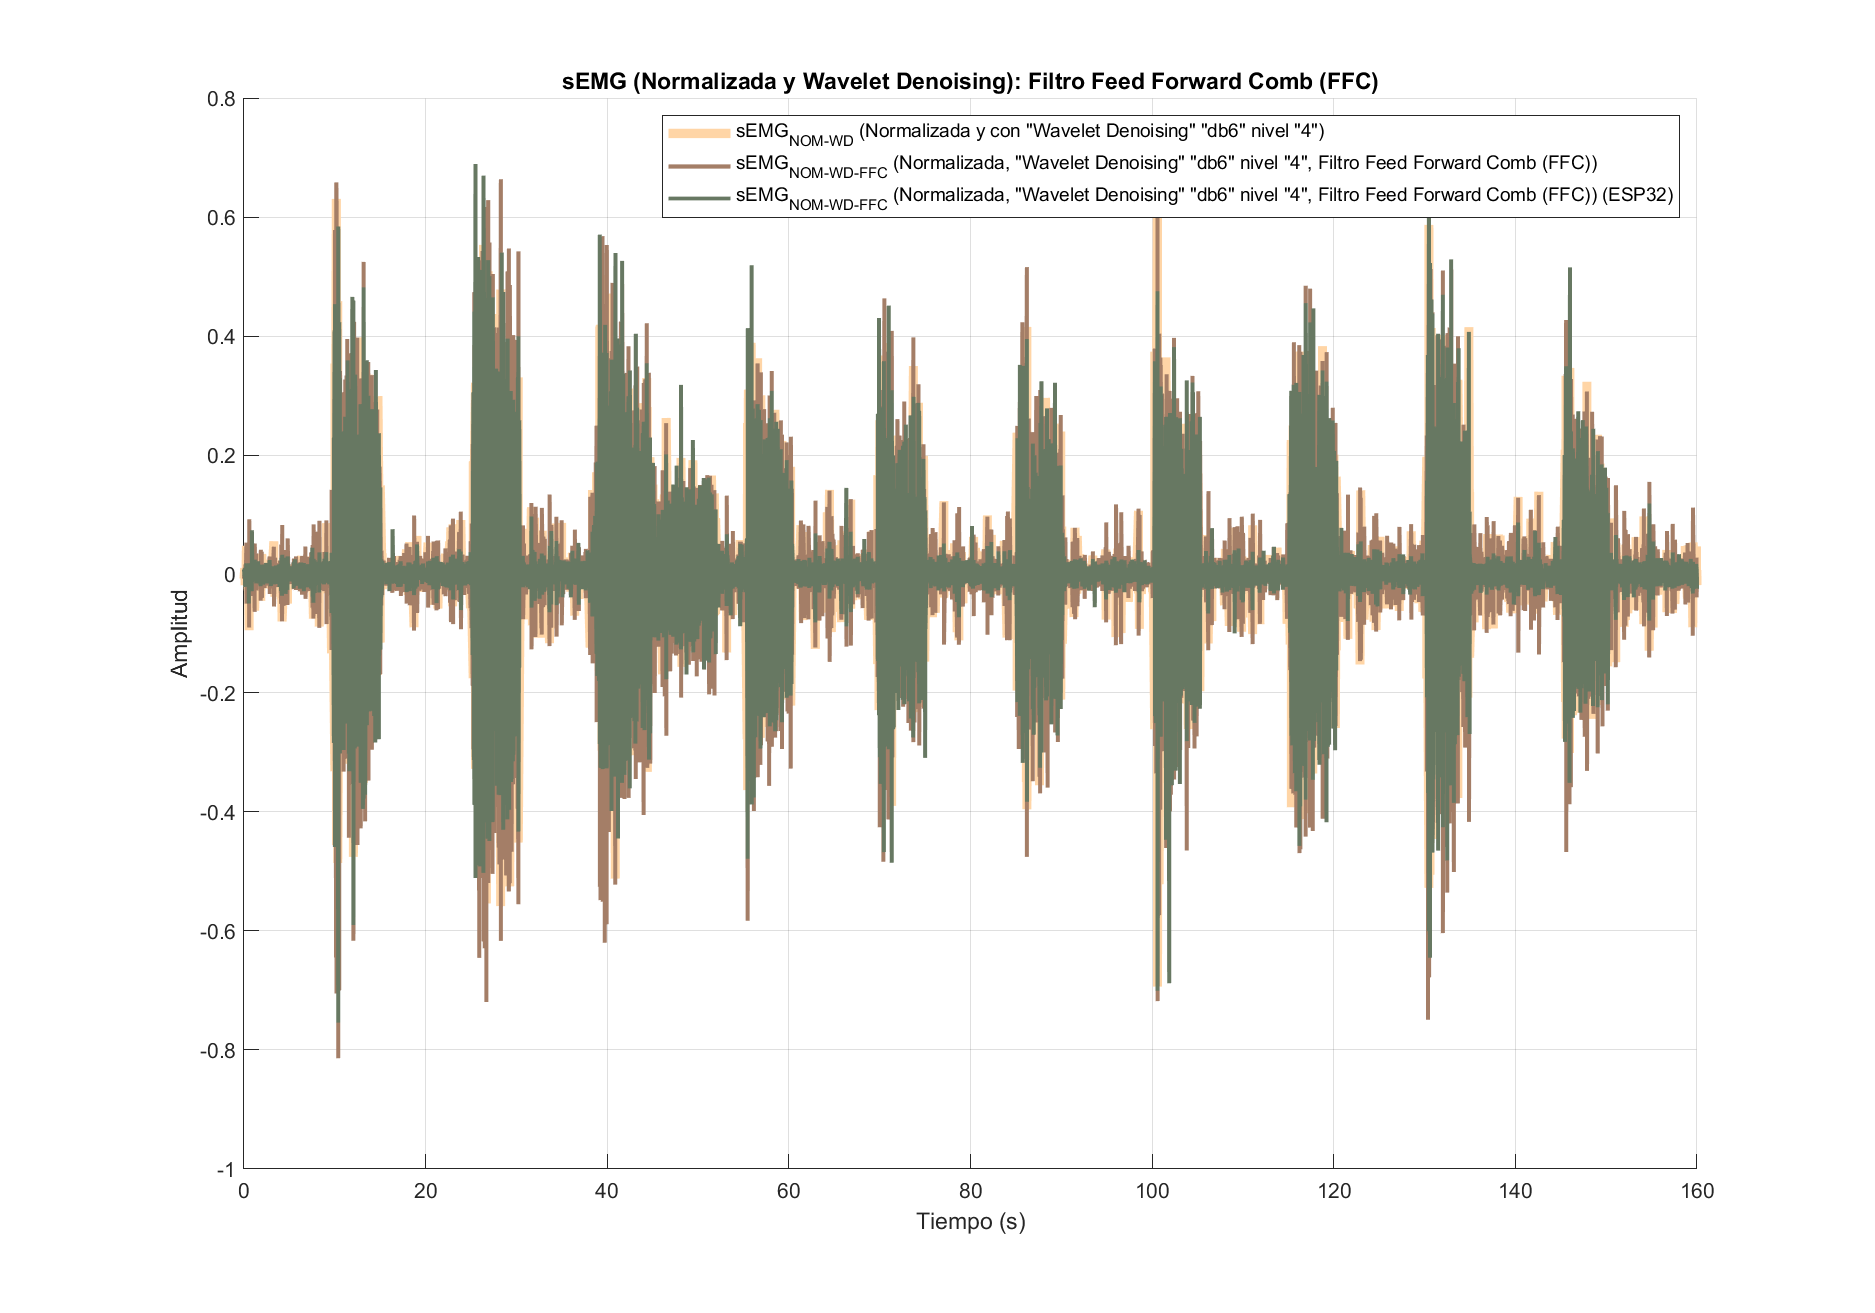 sEMG (Normalizada y Wavelet Denoising): Filtro Feed Forward Comb (FFC)
sEMG_NOM-WD (Normalizada y con "Wavelet Denoising" "db6" nivel "4")
sEMG_NOM-WD-FFC (Normalizada, "Wavelet Denoising" "db6" nivel "4", Filtro Feed Forward Comb (FFC))
sEMG_NOM-WD-FFC (Normalizada, "Wavelet Denoising" "db6" nivel "4", Filtro Feed Forward Comb (FFC)) (ESP32)
0.8
0.6
0.4
0.2
0
-0.2
-0.4
-0.6
-0.8
-1
Amplitud
0 20 40 60 80 100 120 140 160
Tiempo (s)